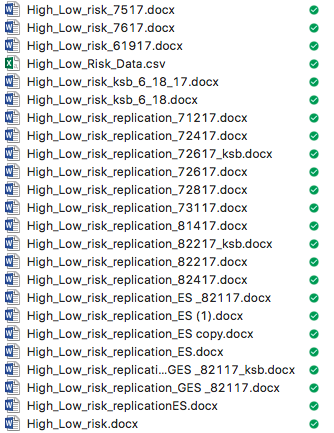 High_Low_risk_7517.docx
High_Low_risk_7617.docx
High_Low_risk_61917.docx
High_Low_Risk_Data.csv
High_Low_risk_ksb_6_18_17.docx
High_Low_risk_ksb_6_18.docx
High_Low_risk_replication_71217.docx
High_Low_risk_replication_72417.docx
High_Low_risk_replication_72617_ksb.docx
High_Low_risk_replication_72617.docx
High_Low_risk_replication_72817.docx
High_Low_risk_replication_73117.docx
High_Low_risk_replication_81417.docx
High_Low_risk_replication_82217_ksb.docx
High_Low_risk_replication_82217.docx
High_Low_risk_replication_82417.docx
High_Low_risk_replication_ES _82117.docx
High_Low_risk_replication_ES (1).docx
High_Low_risk_replication_ES copy.docx
High_Low_risk_replication_ES.docx
High_Low_risk_replicati...GES _82117_ksb.docx
High_Low_risk_replication_GES _82117.docx
High_Low_risk_replicationES.docx
High_Low_risk.docx